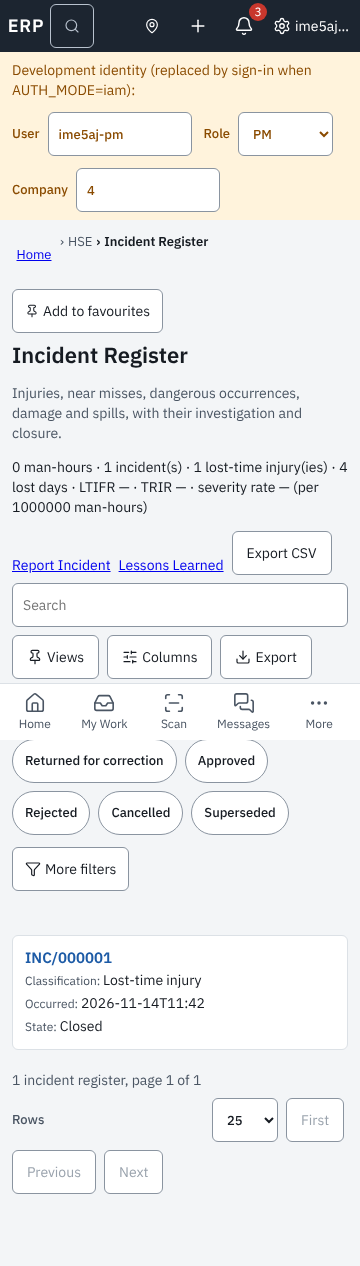 ERP
3
ime5aj...
Development identity (replaced by sign-in when
AUTH_MODE=iam):
User
ime5aj-pm
Role
PM
Company
4
Home
› HSE › Incident Register
Add to favourites
Incident Register
Injuries, near misses, dangerous occurrences,
damage and spills, with their investigation and
closure.
0 man-hours · 1 incident(s) · 1 lost-time injury(ies) · 4
lost days · LTIFR — · TRIR — · severity rate — (per
1000000 man-hours)
Report Incident
Lessons Learned
Export CSV
Search
Views
Columns
Export
Home
My Work
Scan
Messages
More
Returned for correction
Approved
Rejected
Cancelled
Superseded
More filters
INC/000001
Classification: Lost-time injury
Occurred: 2026-11-14T11:42
State: Closed
1 incident register, page 1 of 1
Rows
25
First
Previous
Next